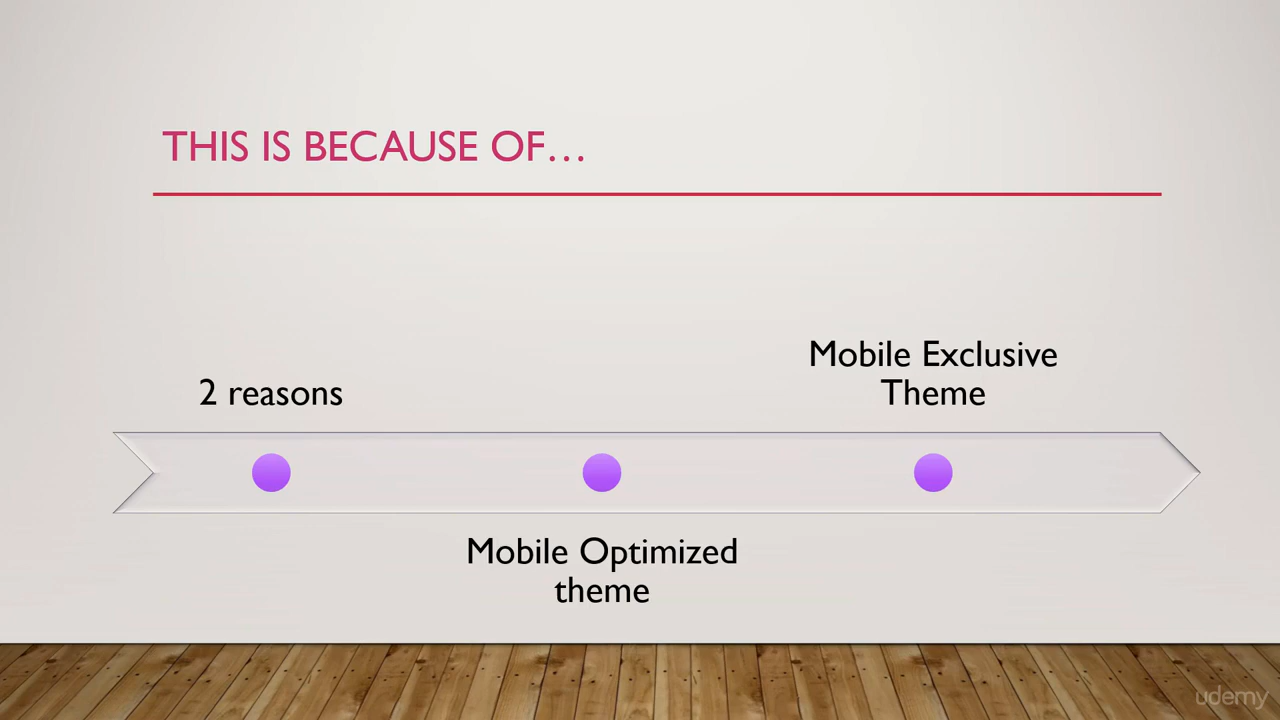 THIS IS BECAUSE OF…
2 reasons
Mobile Optimized
theme
Mobile Exclusive
Theme
udemy